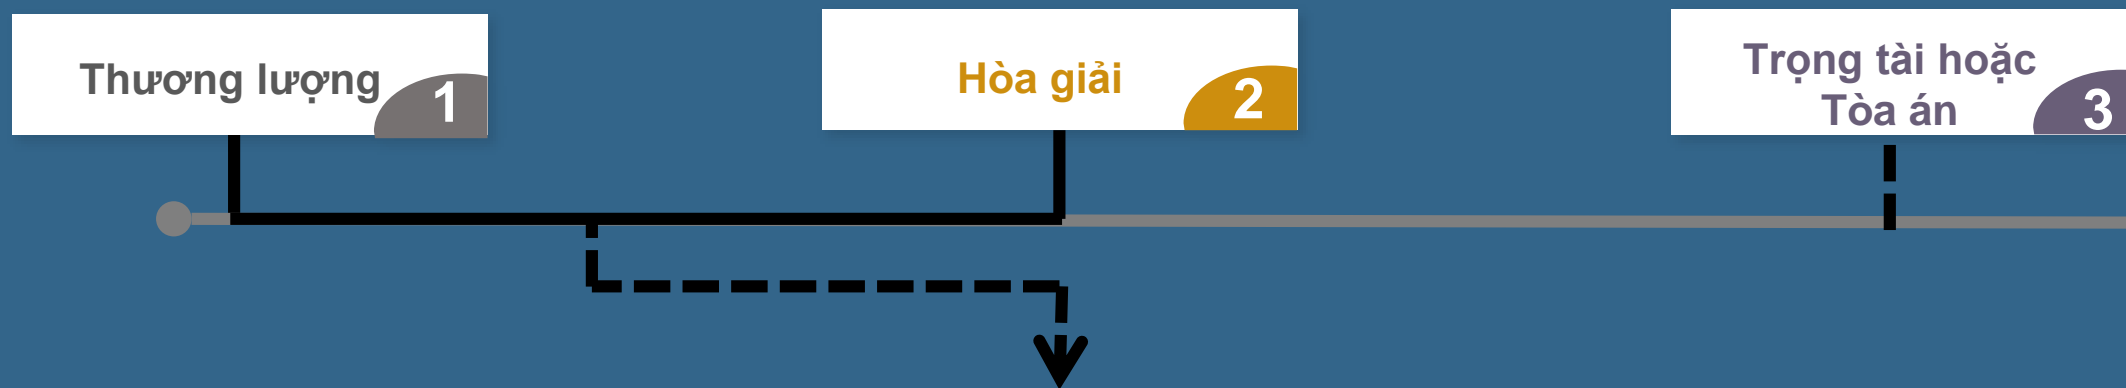 Thương lượng
1
Hòa giải
2
Trọng tài hoặc
Tòa án
3